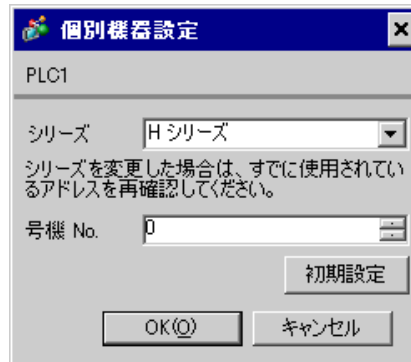 個別機器設定
PLC1
シリーズ
H シリーズ
シリーズを変更した場合は、すでに使用されてい
るアドレスを再確認してください。
号機 No.
0
初期設定
OK(O)
キャンセル